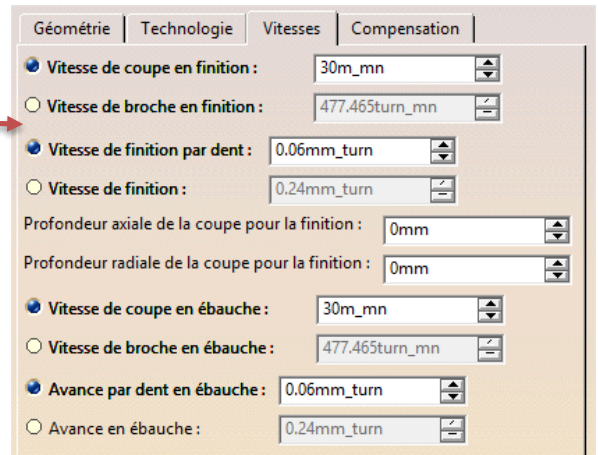 Géométrie Technologie Vitesses Compensation
Vitesse de coupe en finition : 30m_mn
Vitesse de broche en finition : 477.465turn_mn
Vitesse de finition par dent : 0.06mm_turn
Vitesse de finition : 0.24mm_turn
Profondeur axiale de la coupe pour la finition : 0mm
Profondeur radiale de la coupe pour la finition : 0mm
Vitesse de coupe en ébauche : 30m_mn
Vitesse de broche en ébauche : 477.465turn_mn
Avance par dent en ébauche : 0.06mm_turn
Avance en ébauche : 0.24mm_turn